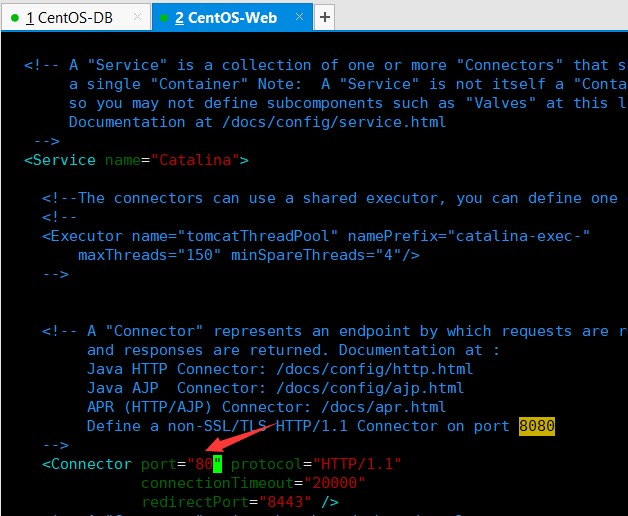 1 CentOS-DB × 2 CentOS-Web × +
<!-- A "Service" is a collection of one or more "Connectors" that s
a single "Container" Note:  A "Service" is not itself a "Conta
so you may not define subcomponents such as "Valves" at this l
Documentation at /docs/config/service.html
-->
<Service name="Catalina">
<!--The connectors can use a shared executor, you can define one
<!--
<Executor name="tomcatThreadPool" namePrefix="catalina-exec-"
maxThreads="150" minSpareThreads="4"/>
-->
<!-- A "Connector" represents an endpoint by which requests are r
and responses are returned. Documentation at :
Java HTTP Connector: /docs/config/http.html
Java AJP  Connector: /docs/config/ajp.html
APR (HTTP/AJP) Connector: /docs/apr.html
Define a non-SSL/TLS HTTP/1.1 Connector on port 8080
-->
<Connector port="80" protocol="HTTP/1.1"
connectionTimeout="20000"
redirectPort="8443" />